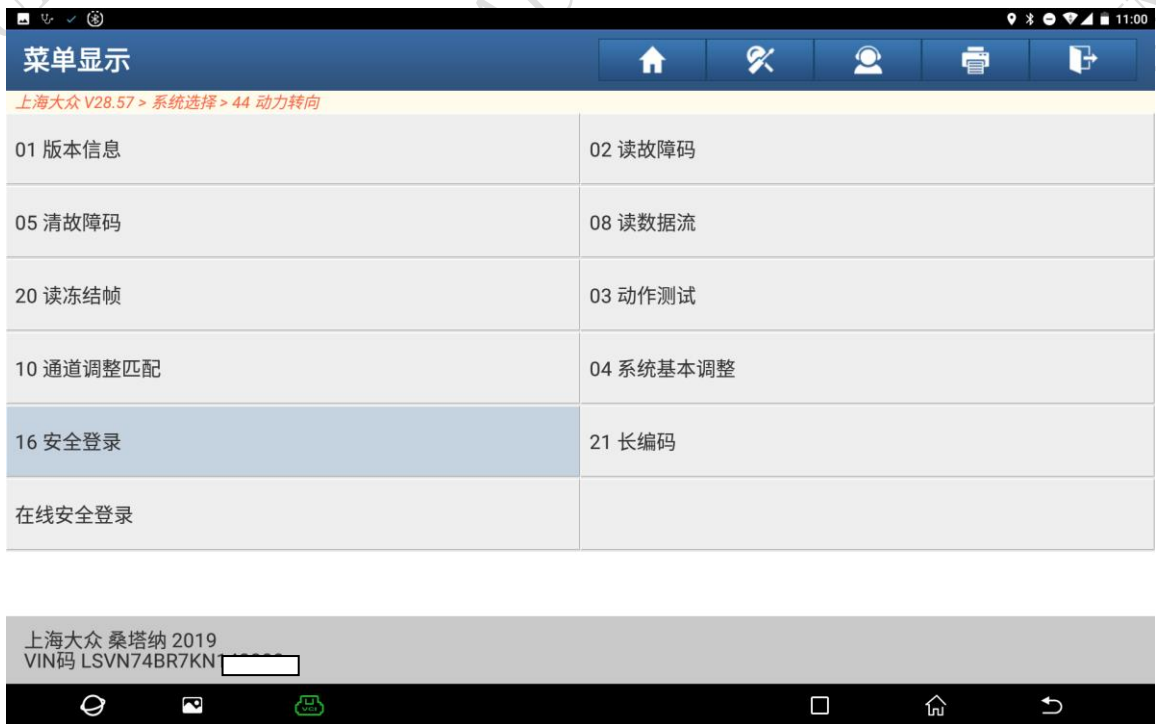 11:00
菜单显示
上海大众 V28.57 > 系统选择 > 44 动力转向
01 版本信息
02 读故障码
05 清故障码
08 读数据流
20 读冻结帧
03 动作测试
10 通道调整匹配
04 系统基本调整
16 安全登录
21 长编码
在线安全登录
上海大众 桑塔纳 2019
VIN码 LSVN74BR7KN
VCI